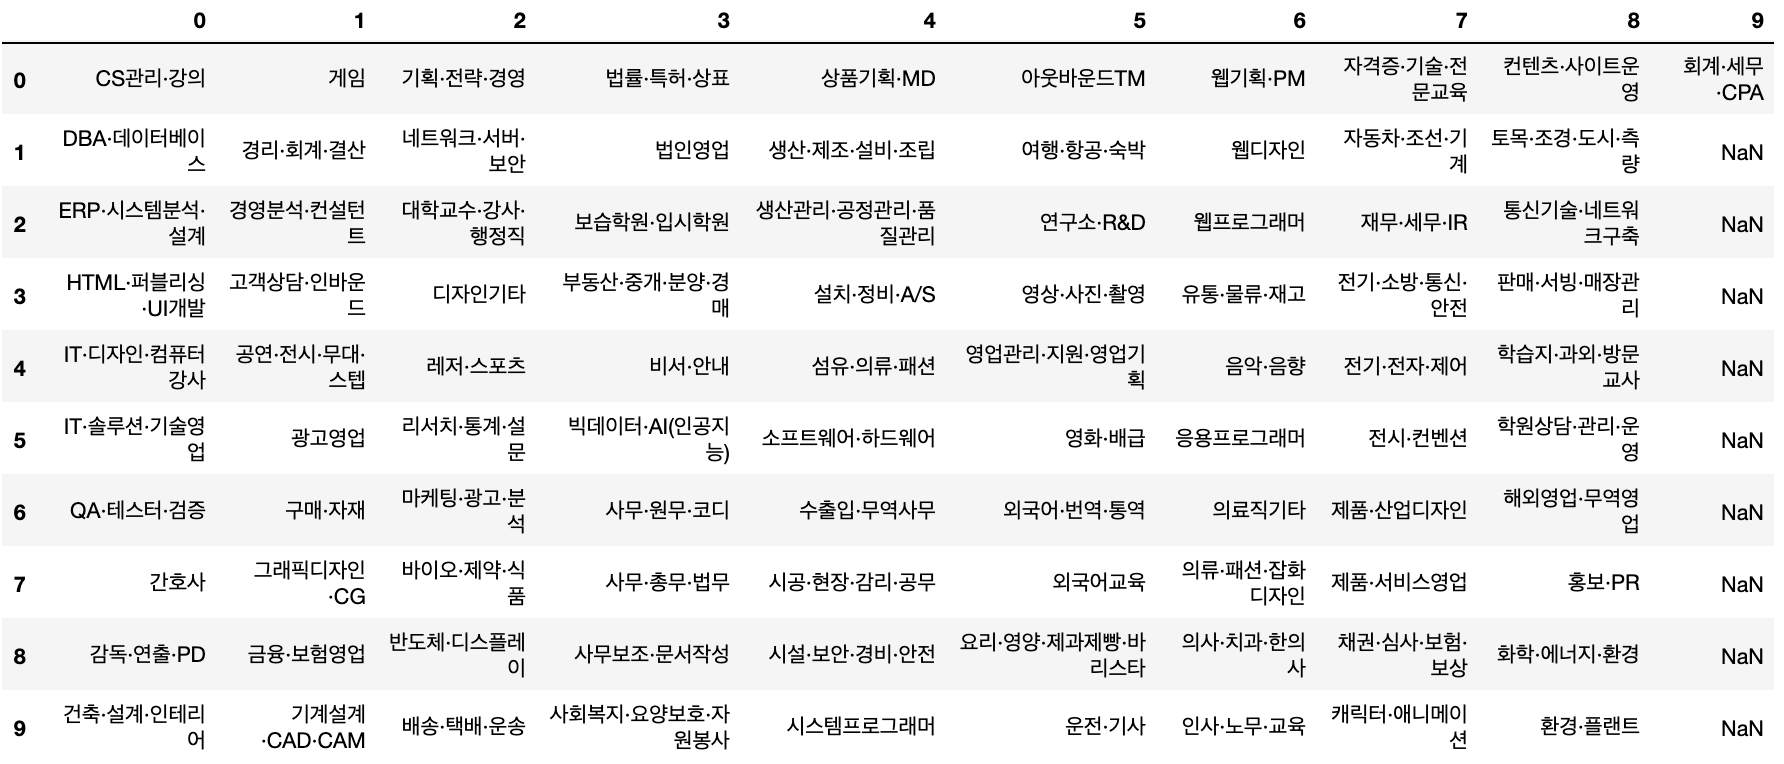 0 1 2 3 4 5 6 7 8 9
0 CS관리·강의 게임 기획·전략·경영 법률·특허·상표 상품기획·MD 아웃바운드TM 웹기획·PM 자격증·기술·전문교육 컨텐츠·사이트운영 회계·세무·CPA
1 DBA·데이터베이스 경리·회계·결산 네트워크·서버·보안 법인영업 생산·제조·설비·조립 여행·항공·숙박 웹디자인 자동차·조선·기계 토목·조경·도시·측량 NaN
2 ERP·시스템분석·설계 경영분석·컨설턴트 대학교수·강사·행정직 보습학원·입시학원 생산관리·공정관리·품질관리 연구소·R&D 웹프로그래머 재무·세무·IR 통신기술·네트워크구축 NaN
3 HTML·퍼블리싱·UI개발 고객상담·인바운드 디자인기타 부동산·중개·분양·경매 설치·정비·A/S 영상·사진·촬영 유통·물류·재고 전기·소방·통신·안전 판매·서빙·매장관리 NaN
4 IT·디자인·컴퓨터강사 공연·전시·무대·스텝 레저·스포츠 비서·안내 섬유·의류·패션 영업관리·지원·영업기획 음악·음향 전기·전자·제어 학습지·과외·방문교사 NaN
5 IT·솔루션·기술영업 광고영업 리서치·통계·설문 빅데이터·AI(인공지능) 소프트웨어·하드웨어 영화·배급 응용프로그래머 전시·컨벤션 학원상담·관리·운영 NaN
6 QA·테스터·검증 구매·자재 마케팅·광고·분석 사무·원무·코디 수출입·무역사무 외국어·번역·통역 의료직기타 제품·산업디자인 해외영업·무역영업 NaN
7 간호사 그래픽디자인·CG 바이오·제약·식품 사무·총무·법무 시공·현장·감리·공무 외국어교육 의류·패션·잡화디자인 제품·서비스영업 홍보·PR NaN
8 감독·연출·PD 금융·보험영업 반도체·디스플레이 사무보조·문서작성 시설·보안·경비·안전 요리·영양·제과제빵·바리스타 의사·치과·한의사 채권·심사·보험·보상 화학·에너지·환경 NaN
9 건축·설계·인테리어 기계설계·CAD·CAM 배송·택배·운송 사회복지·요양보호·자원봉사 시스템프로그래머 운전·기사 인사·노무·교육 캐릭터·애니메이션 환경·플랜트 NaN